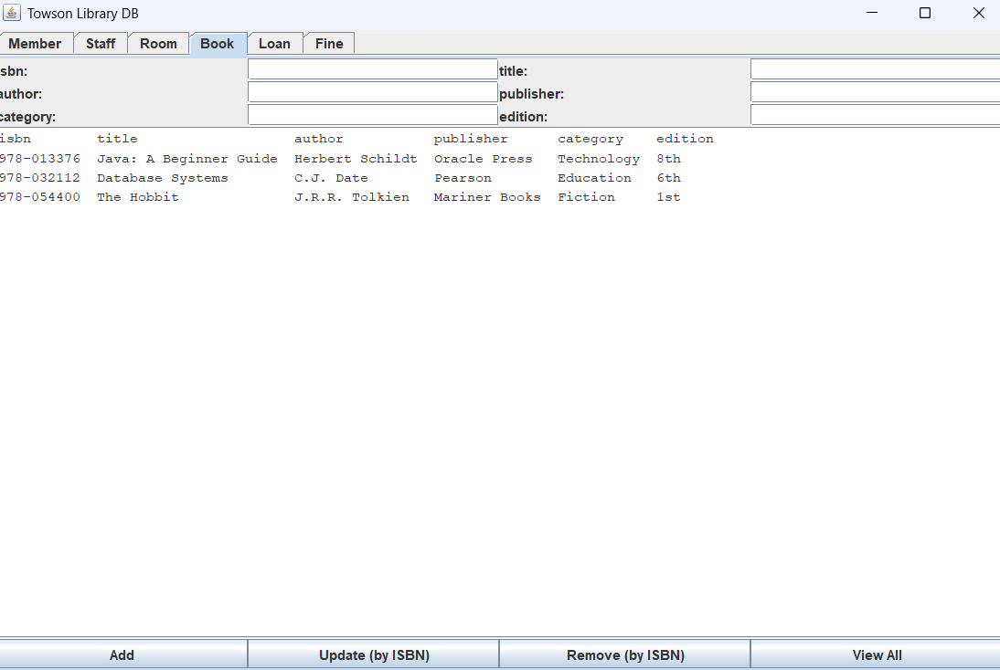 Towson Library DB
Member Staff Room Book Loan Fine
isbn: title:
author: publisher:
category: edition:
isbn title author publisher category edition
978-013376 Java: A Beginner Guide Herbert Schildt Oracle Press Technology 8th
978-032112 Database Systems C.J. Date Pearson Education 6th
978-054400 The Hobbit J.R.R. Tolkien Mariner Books Fiction 1st
Add Update (by ISBN) Remove (by ISBN) View All